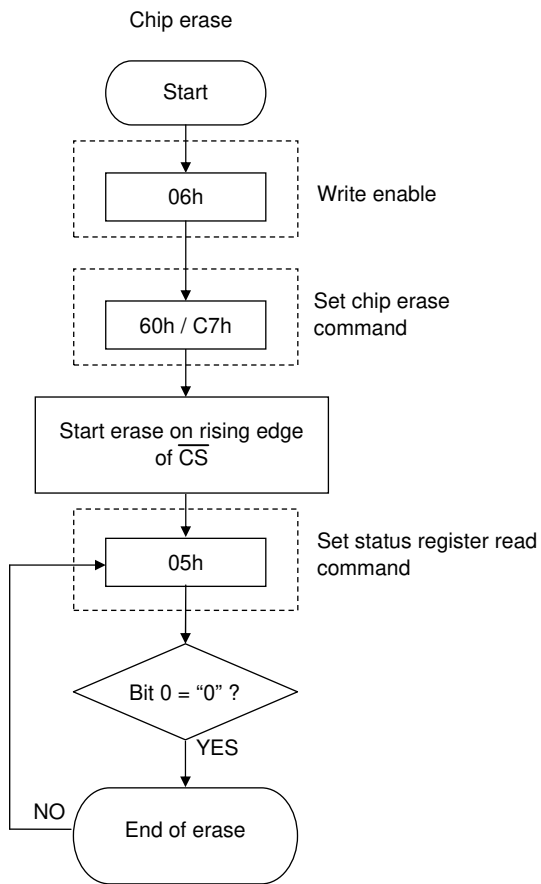 Chip erase
Start
06h
Write enable
60h / C7h
Set chip erase
command
Start erase on rising edge
of C̅S̅
05h
Set status register read
command
Bit 0 = “0” ?
YES
NO
End of erase